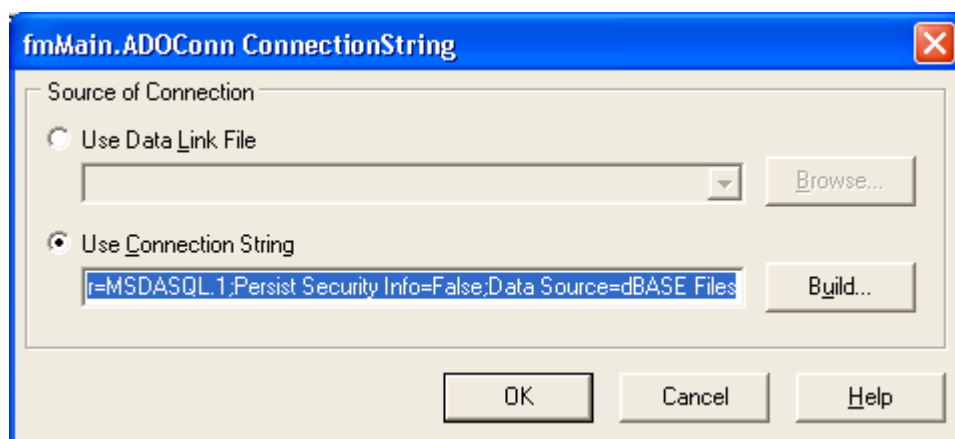 fmMain.ADOConn ConnectionString
Source of Connection
Use Data Link File
Browse...
Use Connection String
r=MSDASQL.1;Persist Security Info=False;Data Source=dBASE Files
Build...
OK Cancel Help